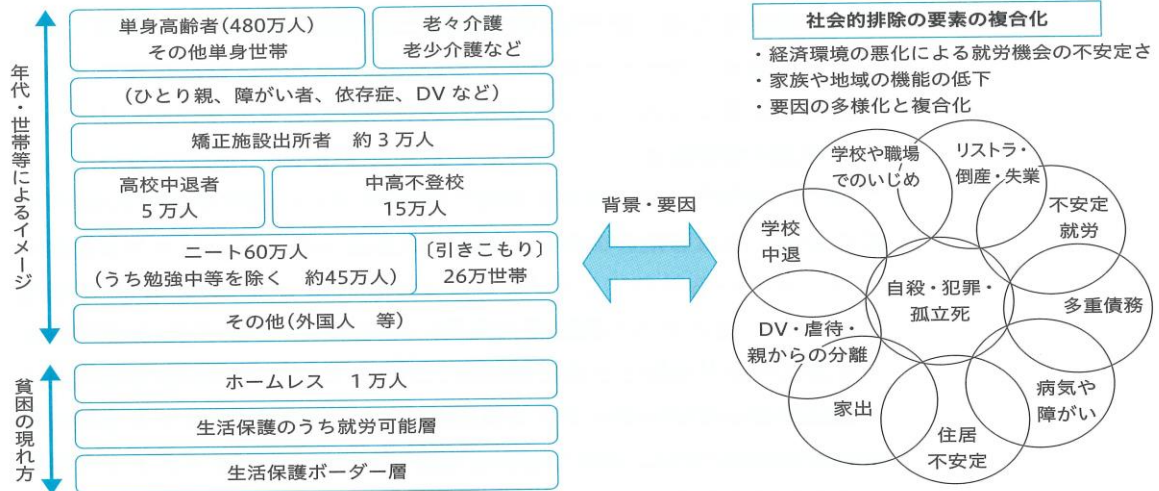 年代・世帯等によるイメージ
単身高齢者(480万人)
その他単身世帯
老々介護
老少介護など
(ひとり親、障がい者、依存症、DV など)
矯正施設出所者 約3万人
高校中退者
5万人
中高不登校
15万人
ニート60万人
(うち勉強中等を除く 約45万人)
〔引きこもり〕
26万世帯
その他(外国人 等)
貧困の現れ方
ホームレス 1万人
生活保護のうち就労可能層
生活保護ボーダー層
背景・要因
社会的排除の要素の複合化
・経済環境の悪化による就労機会の不安定さ
・家族や地域の機能の低下
・要因の多様化と複合化
学校や職場
でのいじめ
リストラ・
倒産・失業
不安定
就労
多重債務
病気や
障がい
住居
不安定
家出
DV・虐待・
親からの分離
学校
中退
自殺・犯罪・
孤立死